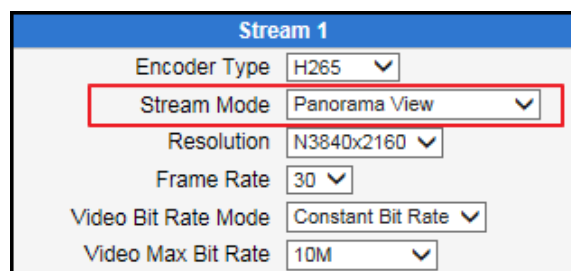 Stream 1
Encoder Type H265
Stream Mode Panorama View
Resolution N3840x2160
Frame Rate 30
Video Bit Rate Mode Constant Bit Rate
Video Max Bit Rate 10M